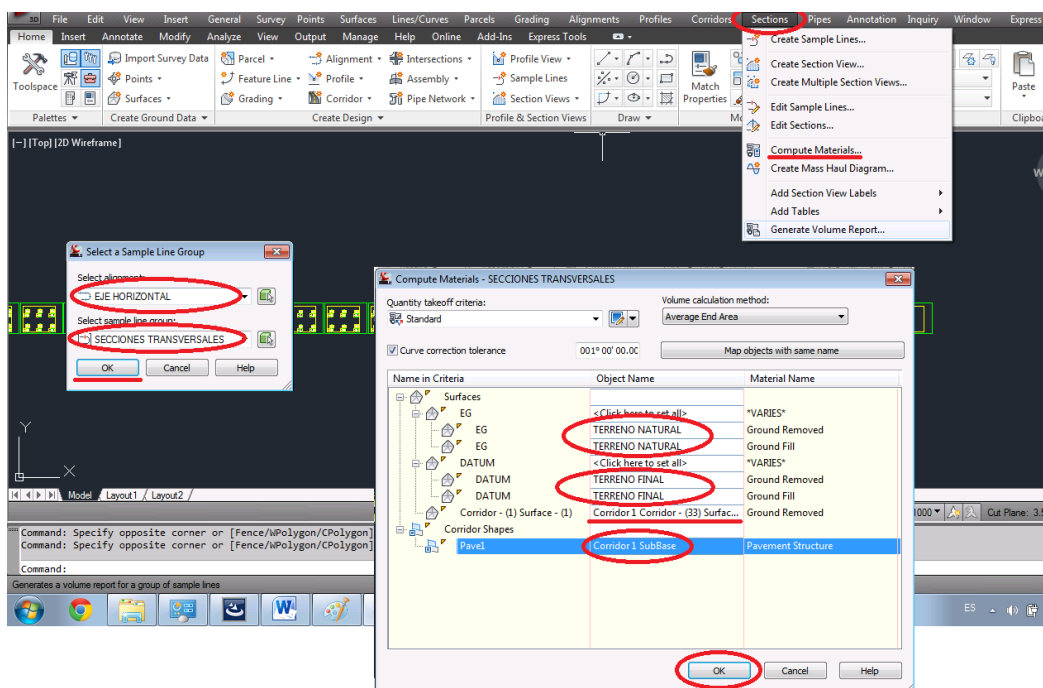 3D File Edit View Insert General Survey Points Surfaces Lines/Curves Parcels Grading Alignments Profiles Corridors Sections Pipes Annotation Inquiry Window Express
Home Insert Annotate Modify Analyze View Output Manage Help Online Add-Ins Express Tools
Toolspace
Import Survey Data Parcel Alignment Intersections Profile View
Points Feature Line Profile Assembly Sample Lines
Surfaces Grading Corridor Pipe Network Section Views
Match Properties
Paste
Palettes Create Ground Data Create Design Profile & Section Views Draw
Create Sample Lines...
Create Section View...
Create Multiple Section Views...
Edit Sample Lines...
Edit Sections...
Compute Materials...
Create Mass Haul Diagram...
Add Section View Labels
Add Tables
Generate Volume Report...
[−] [Top] [2D Wireframe]
Select a Sample Line Group
Select alignment:
EJE HORIZONTAL
Select sample line group:
SECCIONES TRANSVERSALES
OK Cancel Help
Compute Materials - SECCIONES TRANSVERSALES
Quantity takeoff criteria: Volume calculation method:
Standard Average End Area
Curve correction tolerance 001° 00' 00.0C Map objects with same name
Name in Criteria Object Name Material Name
Surfaces
EG <Click here to set all> *VARIES*
EG TERRENO NATURAL Ground Removed
EG TERRENO NATURAL Ground Fill
DATUM <Click here to set all> *VARIES*
DATUM TERRENO FINAL Ground Removed
DATUM TERRENO FINAL Ground Fill
Corridor - (1) Surface - (1) Corridor 1 Corridor - (33) Surfac... Ground Removed
Corridor Shapes
Pave1 Corridor 1 SubBase Pavement Structure
OK Cancel Help
Y
X
Model Layout1 Layout2
Cut Plane: 3.5
Command: Specify opposite corner or [Fence/WPolygon/CPolygon]
Command: Specify opposite corner or [Fence/WPolygon/CPolygon]
Command:
Generates a volume report for a group of sample lines
ES